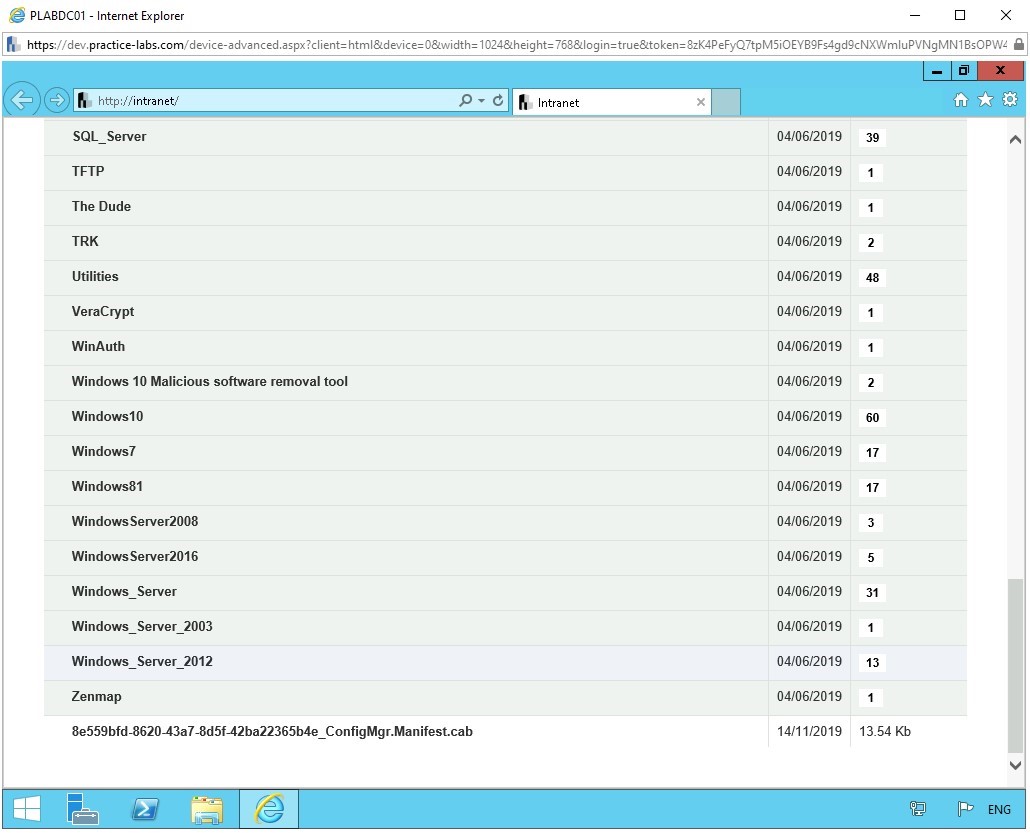 PLABDC01 - Internet Explorer
https://dev.practice-labs.com/device-advanced.aspx?client=html&device=0&width=1024&height=768&login=true&token=8zK4PeFyQ7tpM5iOEYB9Fs4gd9cNXWmIuPVNgMN1BsOPW4
http://intranet/ Intranet
SQL_Server 04/06/2019 39
TFTP 04/06/2019 1
The Dude 04/06/2019 1
TRK 04/06/2019 2
Utilities 04/06/2019 48
VeraCrypt 04/06/2019 1
WinAuth 04/06/2019 1
Windows 10 Malicious software removal tool 04/06/2019 2
Windows10 04/06/2019 60
Windows7 04/06/2019 17
Windows81 04/06/2019 17
WindowsServer2008 04/06/2019 3
WindowsServer2016 04/06/2019 5
Windows_Server 04/06/2019 31
Windows_Server_2003 04/06/2019 1
Windows_Server_2012 04/06/2019 13
Zenmap 04/06/2019 1
8e559bfd-8620-43a7-8d5f-42ba22365b4e_ConfigMgr.Manifest.cab 14/11/2019 13.54 Kb
ENG